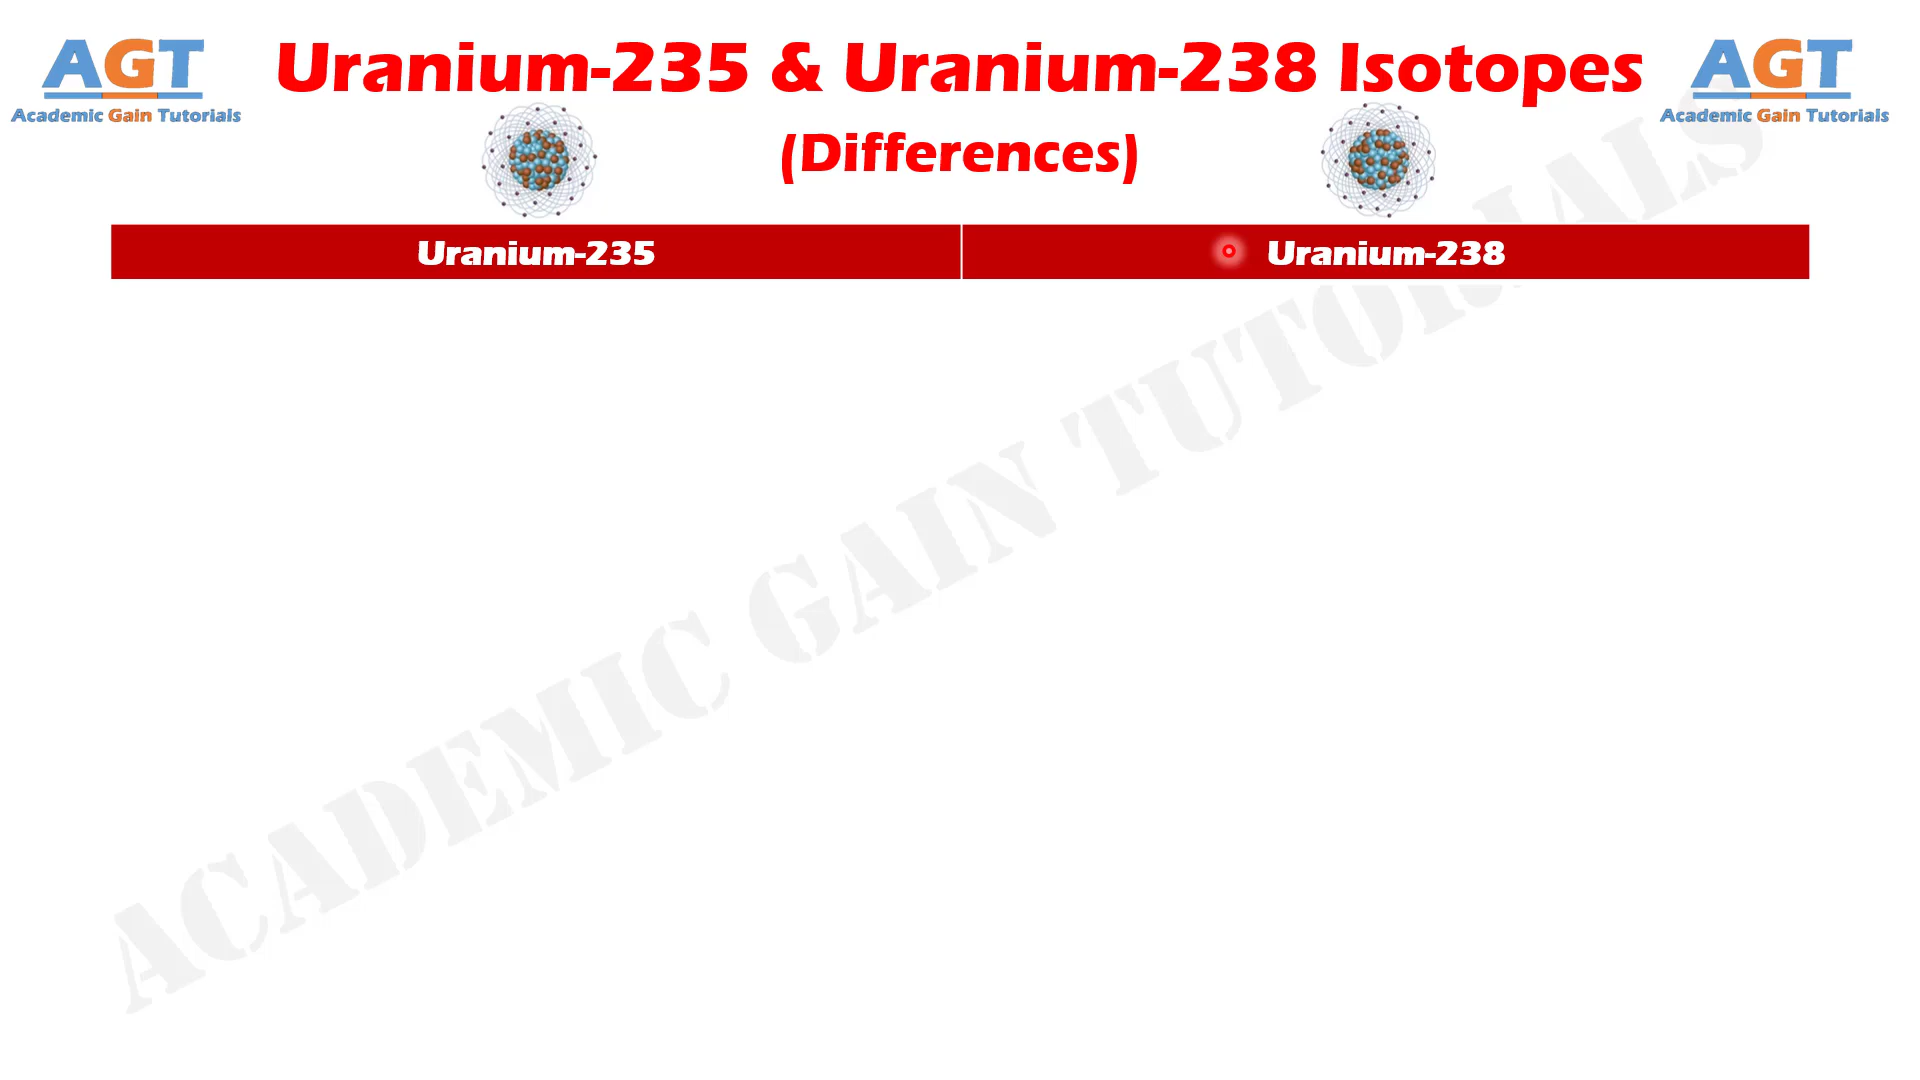 AGT
Academic Gain Tutorials
Uranium-235 & Uranium-238 Isotopes
(Differences)
AGT
Academic Gain Tutorials
Uranium-235
Uranium-238
ACADEMIC GAIN TUTORIALS